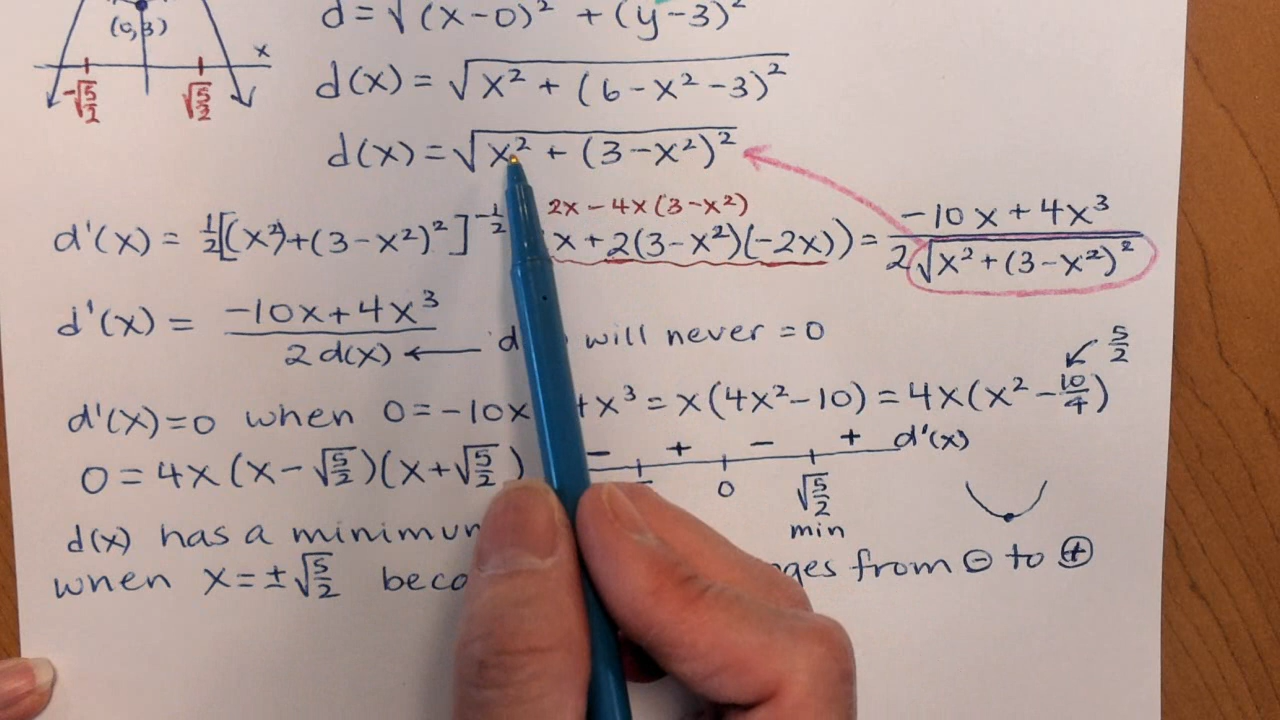 d = √(x-0)² + (y-3)²
(0,3)
x
-√5/2
√5/2
d(x) = √x² + (6-x²-3)²
d(x) = √x² + (3-x²)²
2x - 4x(3-x²)
d'(x) = 1/2[(x²)+(3-x²)²]^-1/2 x + 2(3-x²)(-2x)) = -10x + 4x³ / 2√x² + (3-x²)²
d'(x) = -10x + 4x³ / 2d(x) ← will never = 0
5/2
d'(x)=0 when 0 = -10x +x³ = x(4x²-10) = 4x(x² - 10/4)
- + - + d'(x)
0 = 4x(x-√5/2)(x+√5/2)
0 √5/2
min
d(x) has a
when x = ±√5/2 from ⊖ to ⊕